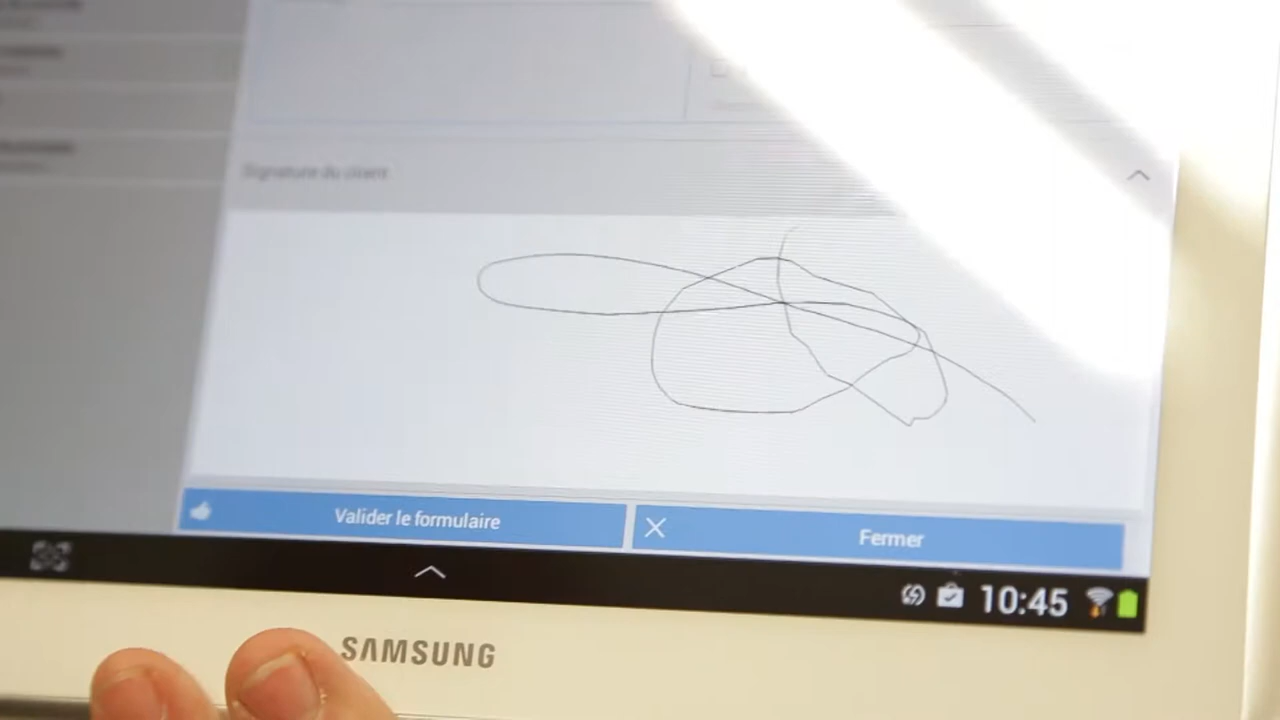 Signature du client
Valider le formulaire
Fermer
10:45
SAMSUNG